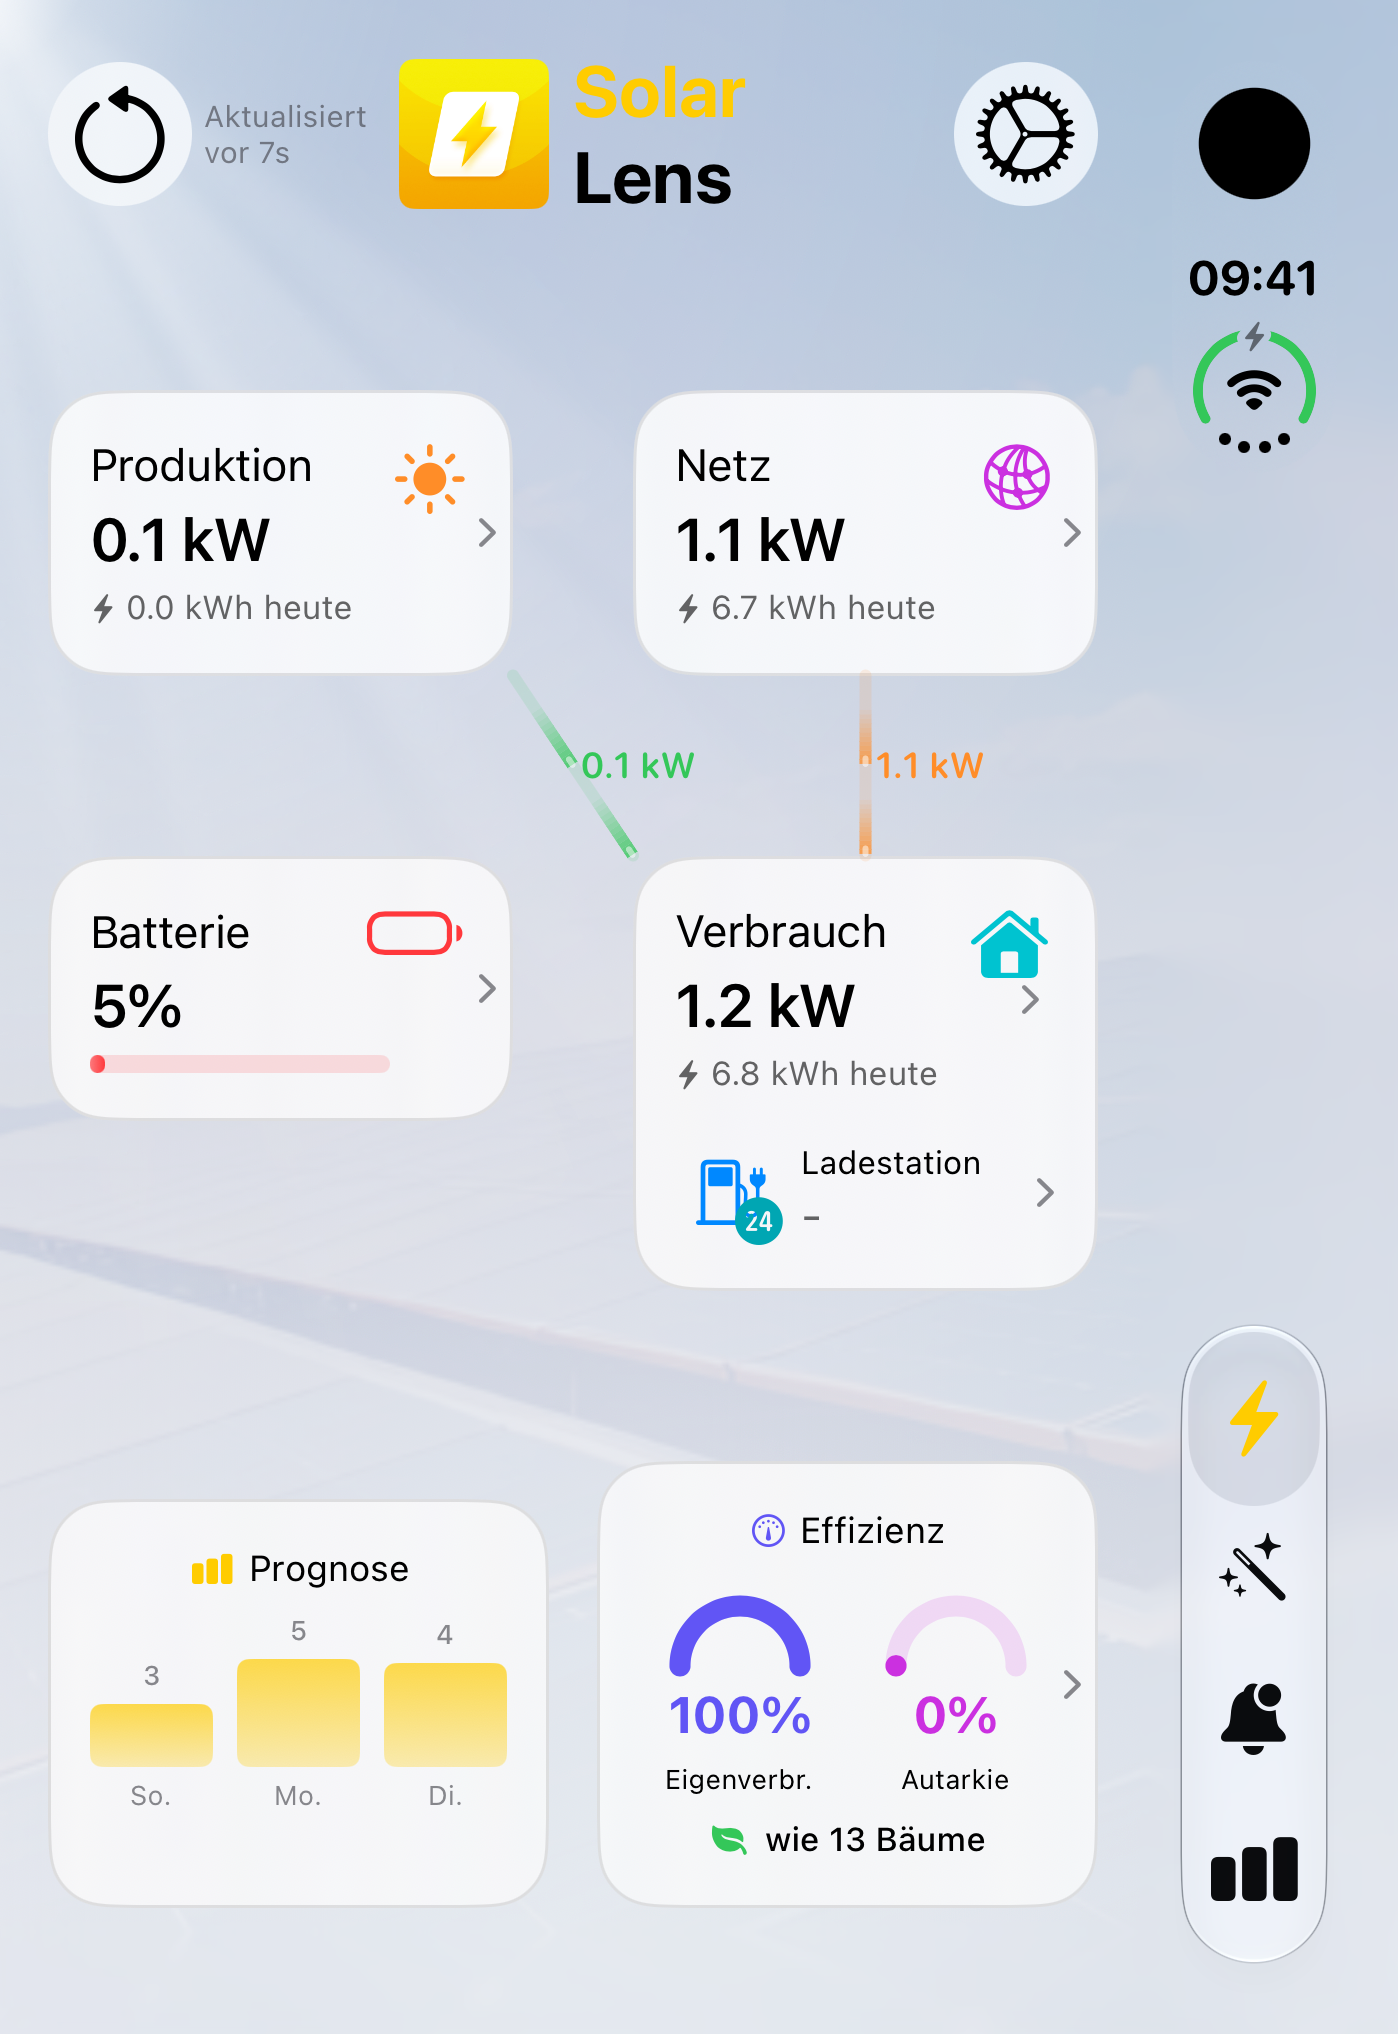 Aktualisiert
vor 7s
Solar
Lens
09:41
Produktion
0.1 kW
0.0 kWh heute
Netz
1.1 kW
6.7 kWh heute
0.1 kW
1.1 kW
Batterie
5%
Verbrauch
1.2 kW
6.8 kWh heute
Ladestation
-
24
Prognose
3
5
4
So.
Mo.
Di.
Effizienz
100%
0%
Eigenverbr.
Autarkie
wie 13 Bäume